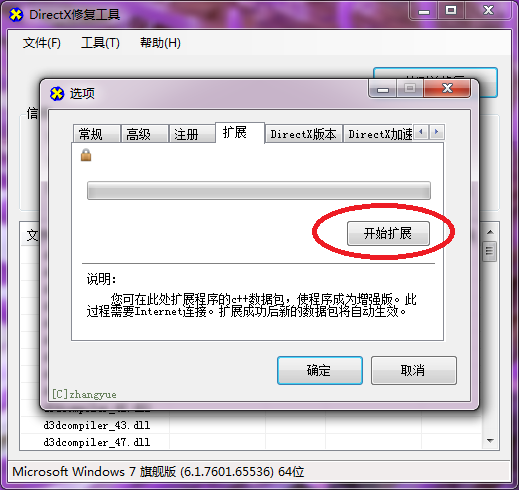 DirectX修复工具
文件(F) 工具(T) 帮助(H)
选项
常规 高级 注册 扩展 DirectX版本 DirectX加速
开始扩展
说明:
您可在此处扩展程序的c++数据包，使程序成为增强版。此
过程需要Internet连接。扩展成功后新的数据包将自动生效。
确定 取消
[C]zhangyue
d3dcompiler_43.dll
d3dcompiler_47.dll
Microsoft Windows 7 旗舰版 (6.1.7601.65536) 64位